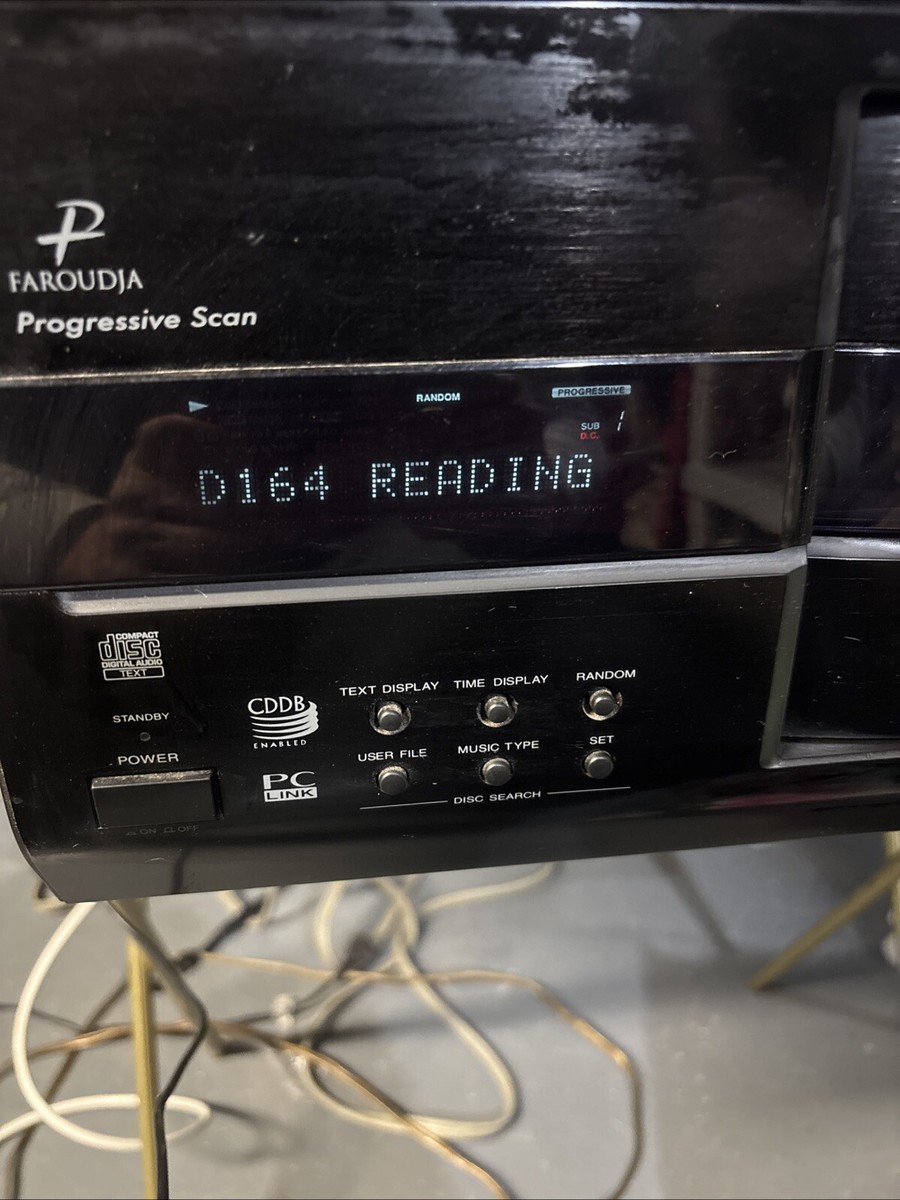 FAROUDJA
Progressive Scan
RANDOM
PROGRESSIVE
SUB
D.C.
D164 READING
COMPACT
disc
DIGITAL AUDIO
TEXT
STANDBY
POWER
ON OFF
CDDB
ENABLED
PC
LINK
TEXT DISPLAY TIME DISPLAY RANDOM
USER FILE MUSIC TYPE SET
DISC SEARCH